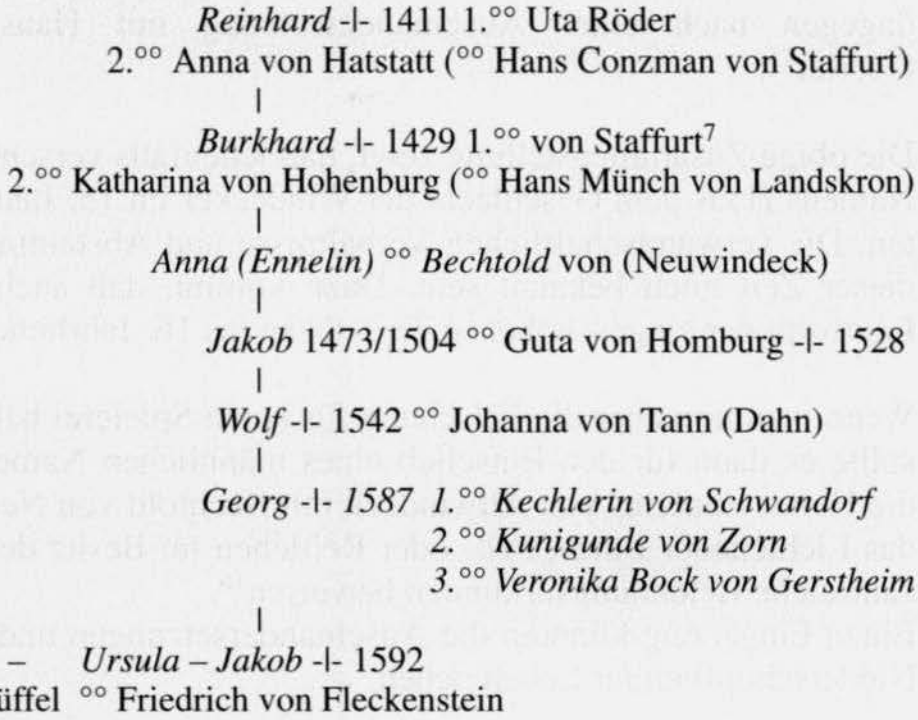 Reinhard -|- 1411 1.°° Uta Röder
2.°° Anna von Hatstatt (°° Hans Conzman von Staffurt)
|
Burkhard -|- 1429 1.°° von Staffurt⁷
2.°° Katharina von Hohenburg (°° Hans Münch von Landskron)
|
Anna (Ennelin) °° Bechtold von (Neuwindeck)
|
Jakob 1473/1504 °° Guta von Homburg -|- 1528
|
Wolf -|- 1542 °° Johanna von Tann (Dahn)
|
Georg -|- 1587 1. °° Kechlerin von Schwandorf
2. °° Kunigunde von Zorn
3. °° Veronika Bock von Gerstheim
|
– Ursula – Jakob -|- 1592
üffel °° Friedrich von Fleckenstein